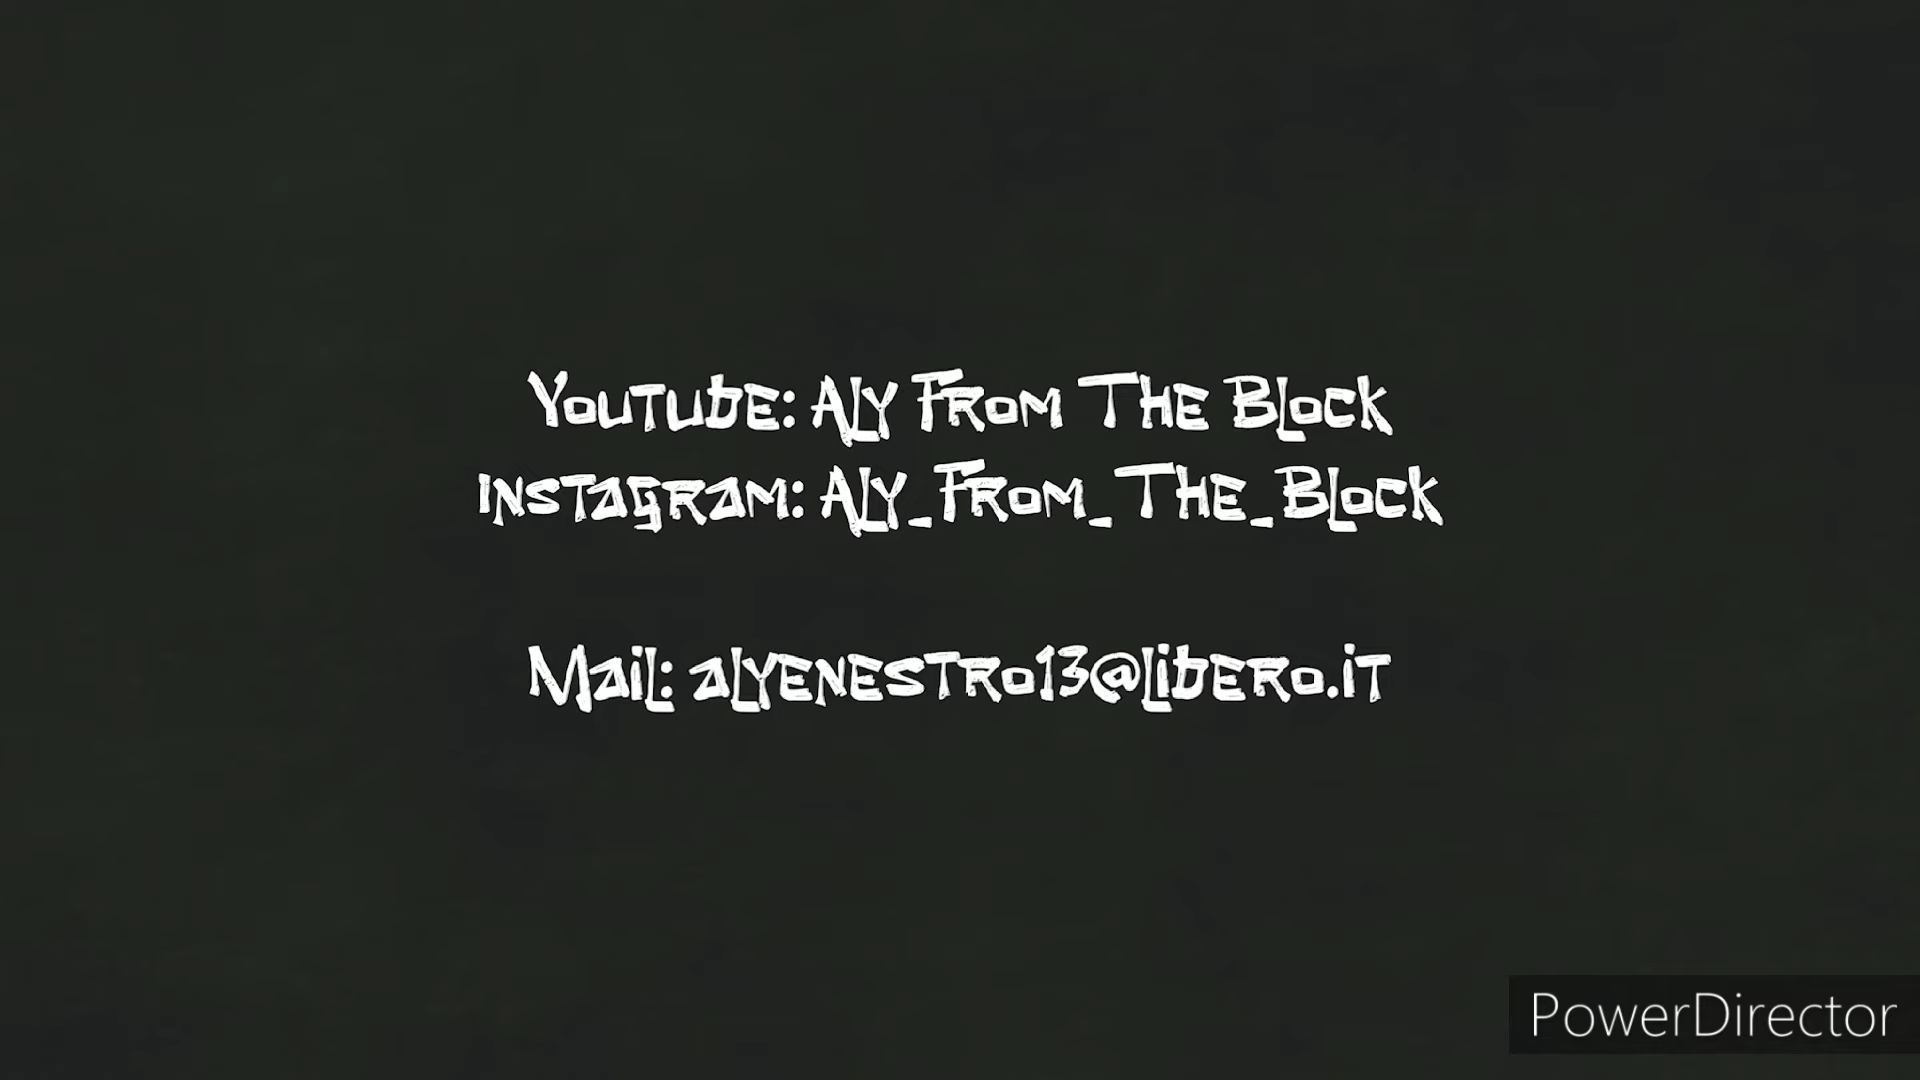 Youtube: Aly From The Block
Instagram: Aly_From_The_Block
Mail: alyenestro13@libero.it
PowerDirector